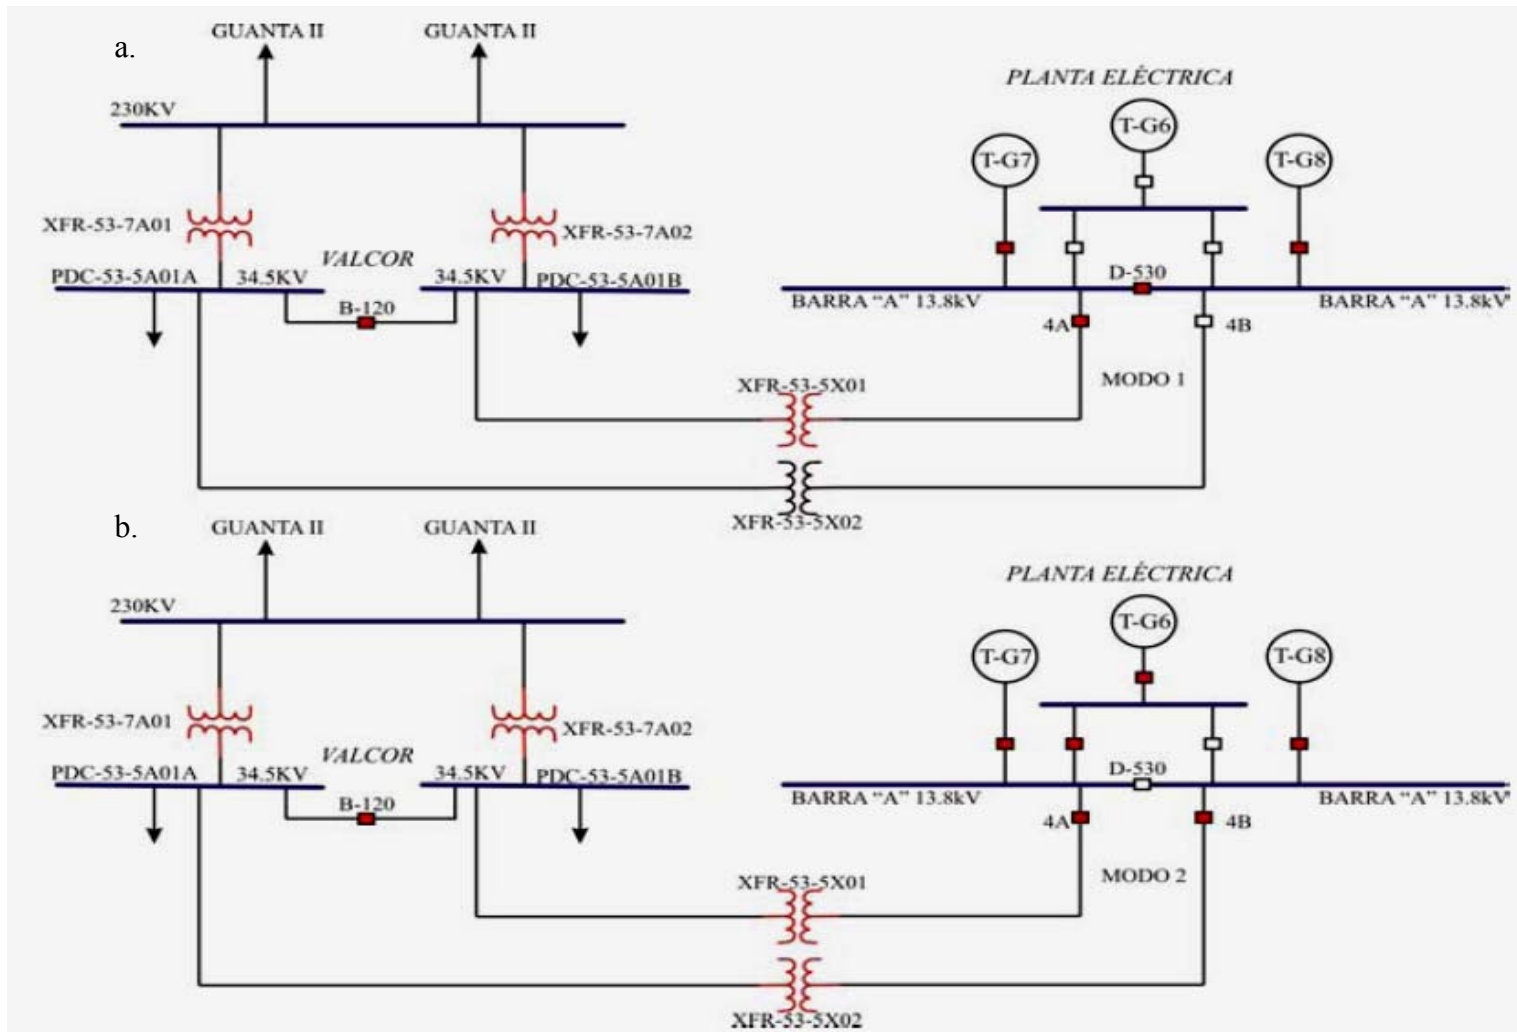 a.
GUANTA II
GUANTA II
PLANTA ELÉCTRICA
230KV
T-G6
T-G7
T-G8
XFR-53-7A01
XFR-53-7A02
VALCOR
PDC-53-5A01A
34.5KV
34.5KV
PDC-53-5A01B
D-530
BARRA “A” 13.8kV
BARRA “A” 13.8kV
B-120
4A
4B
XFR-53-5X01
MODO 1
XFR-53-5X02
b.
GUANTA II
GUANTA II
PLANTA ELÉCTRICA
230KV
T-G6
T-G7
T-G8
XFR-53-7A01
XFR-53-7A02
VALCOR
PDC-53-5A01A
34.5KV
34.5KV
PDC-53-5A01B
D-530
BARRA “A” 13.8kV
BARRA “A” 13.8kV
B-120
4A
4B
XFR-53-5X01
MODO 2
XFR-53-5X02